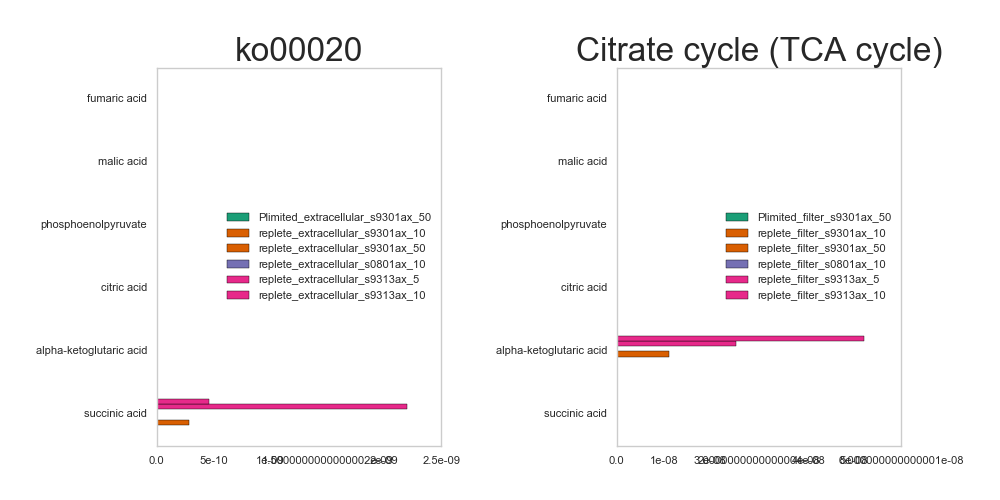 ko00020
Citrate cycle (TCA cycle)
fumaric acid
malic acid
phosphoenolpyruvate
citric acid
alpha-ketoglutaric acid
succinic acid
Plimited_extracellular_s9301ax_50
replete_extracellular_s9301ax_10
replete_extracellular_s9301ax_50
replete_extracellular_s0801ax_10
replete_extracellular_s9313ax_5
replete_extracellular_s9313ax_10
0.0
5e-10
2.5e-09
fumaric acid
malic acid
phosphoenolpyruvate
citric acid
alpha-ketoglutaric acid
succinic acid
Plimited_filter_s9301ax_50
replete_filter_s9301ax_10
replete_filter_s9301ax_50
replete_filter_s0801ax_10
replete_filter_s9313ax_5
replete_filter_s9313ax_10
0.0
1e-08